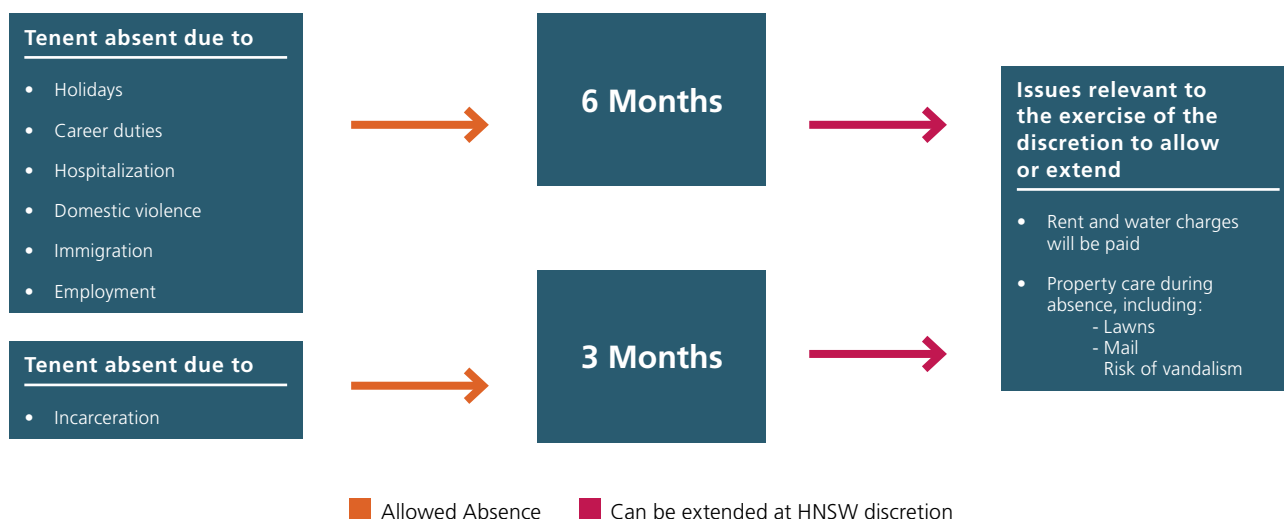 Tenent absent due to
• Holidays
• Career duties
• Hospitalization
• Domestic violence
• Immigration
• Employment
Tenent absent due to
• Incarceration
6 Months
3 Months
Issues relevant to
the exercise of the
discretion to allow
or extend
• Rent and water charges
will be paid
• Property care during
absence, including:
- Lawns
- Mail
Risk of vandalism
Allowed Absence
Can be extended at HNSW discretion